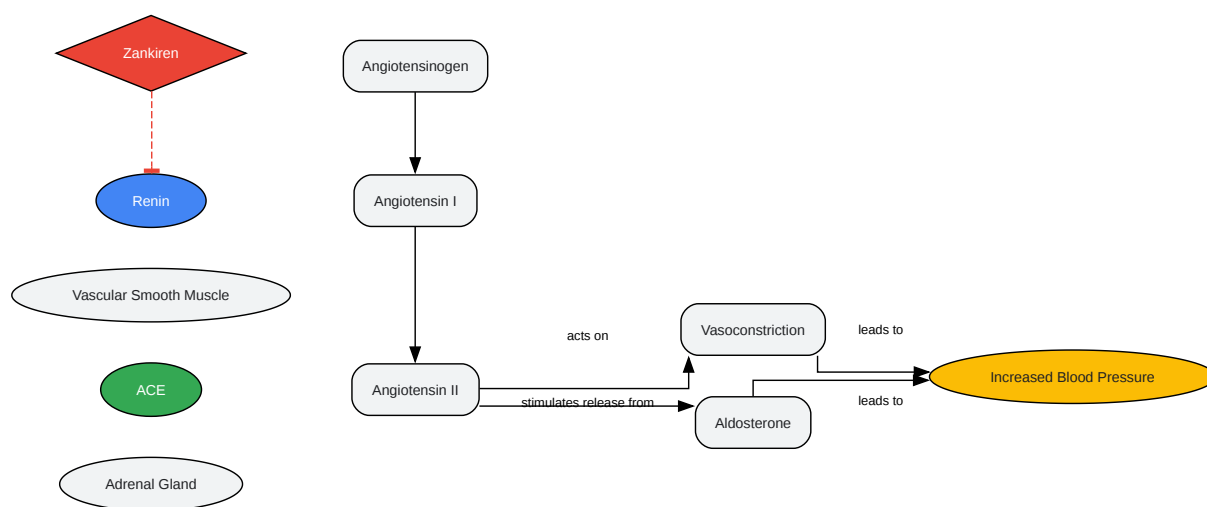 Zankiren
Angiotensinogen
Renin
Angiotensin I
Vascular Smooth Muscle
acts on
Vasoconstriction
leads to
Increased Blood Pressure
ACE
Angiotensin II
stimulates release from
leads to
Aldosterone
Adrenal Gland